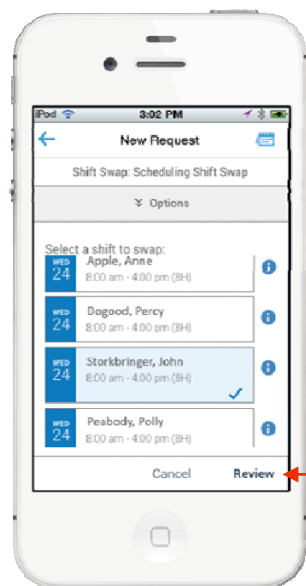 iPod 3:02 PM
New Request
Shift Swap: Scheduling Shift Swap
Options
Select a shift to swap:
Apple, Anne
WED
24
8:00 am - 4:00 pm (8H)
Dogood, Percy
WED
24
8:00 am - 4:00 pm (8H)
Storkbringer, John
WED
24
8:00 am - 4:00 pm (8H)
Peabody, Polly
WED
24
8:00 am - 4:00 pm (8H)
Cancel Review